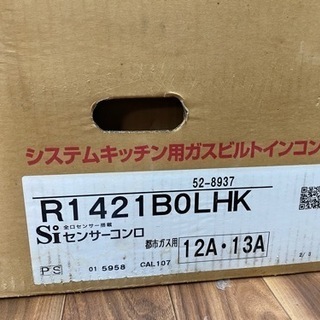 システムキッチン用ガスビルトインコン
52-8937
R1421B0LHK
Si 全口センサー搭載 センサーコンロ
都市ガス用 12A・13A
PS 01 5958 CAL107